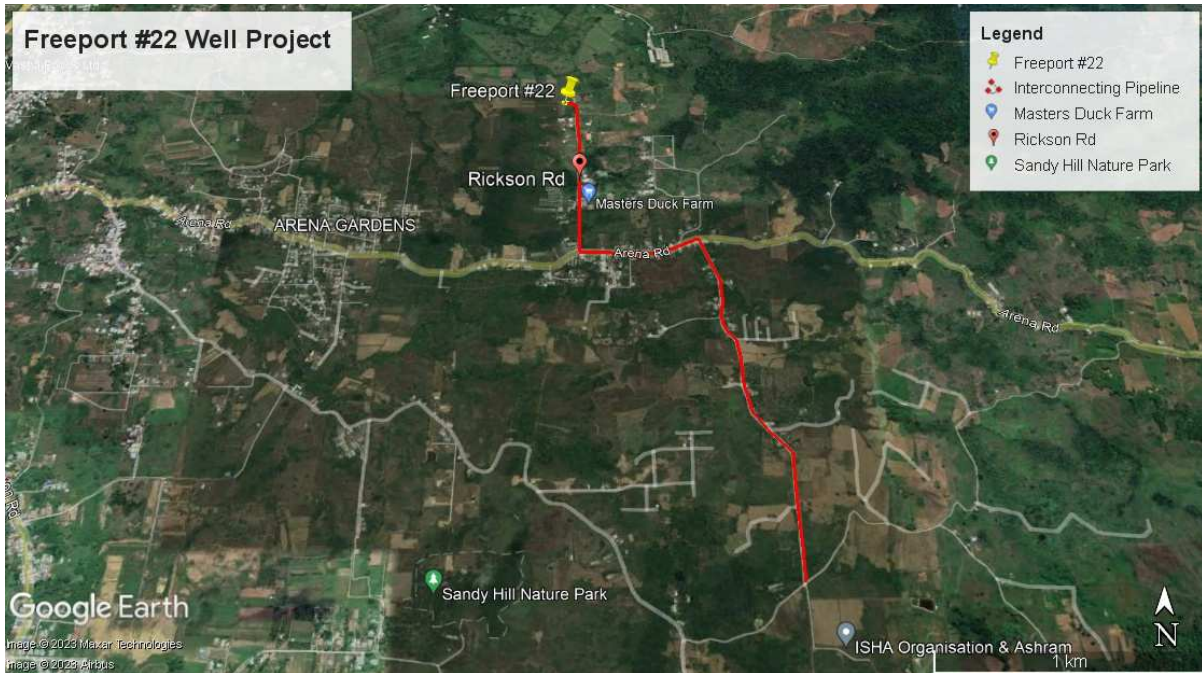 Freeport #22 Well Project
Legend
Freeport #22
Interconnecting Pipeline
Masters Duck Farm
Rickson Rd
Sandy Hill Nature Park
Freeport #22
Rickson Rd
Masters Duck Farm
Arena Rd
ARENA GARDENS
Arena Rd
Arena Rd
Rd
Sandy Hill Nature Park
Google Earth
Image © 2023 Maxar Technologies
Image © 2023 Airbus
ISHA Organisation & Ashram
1 km
N